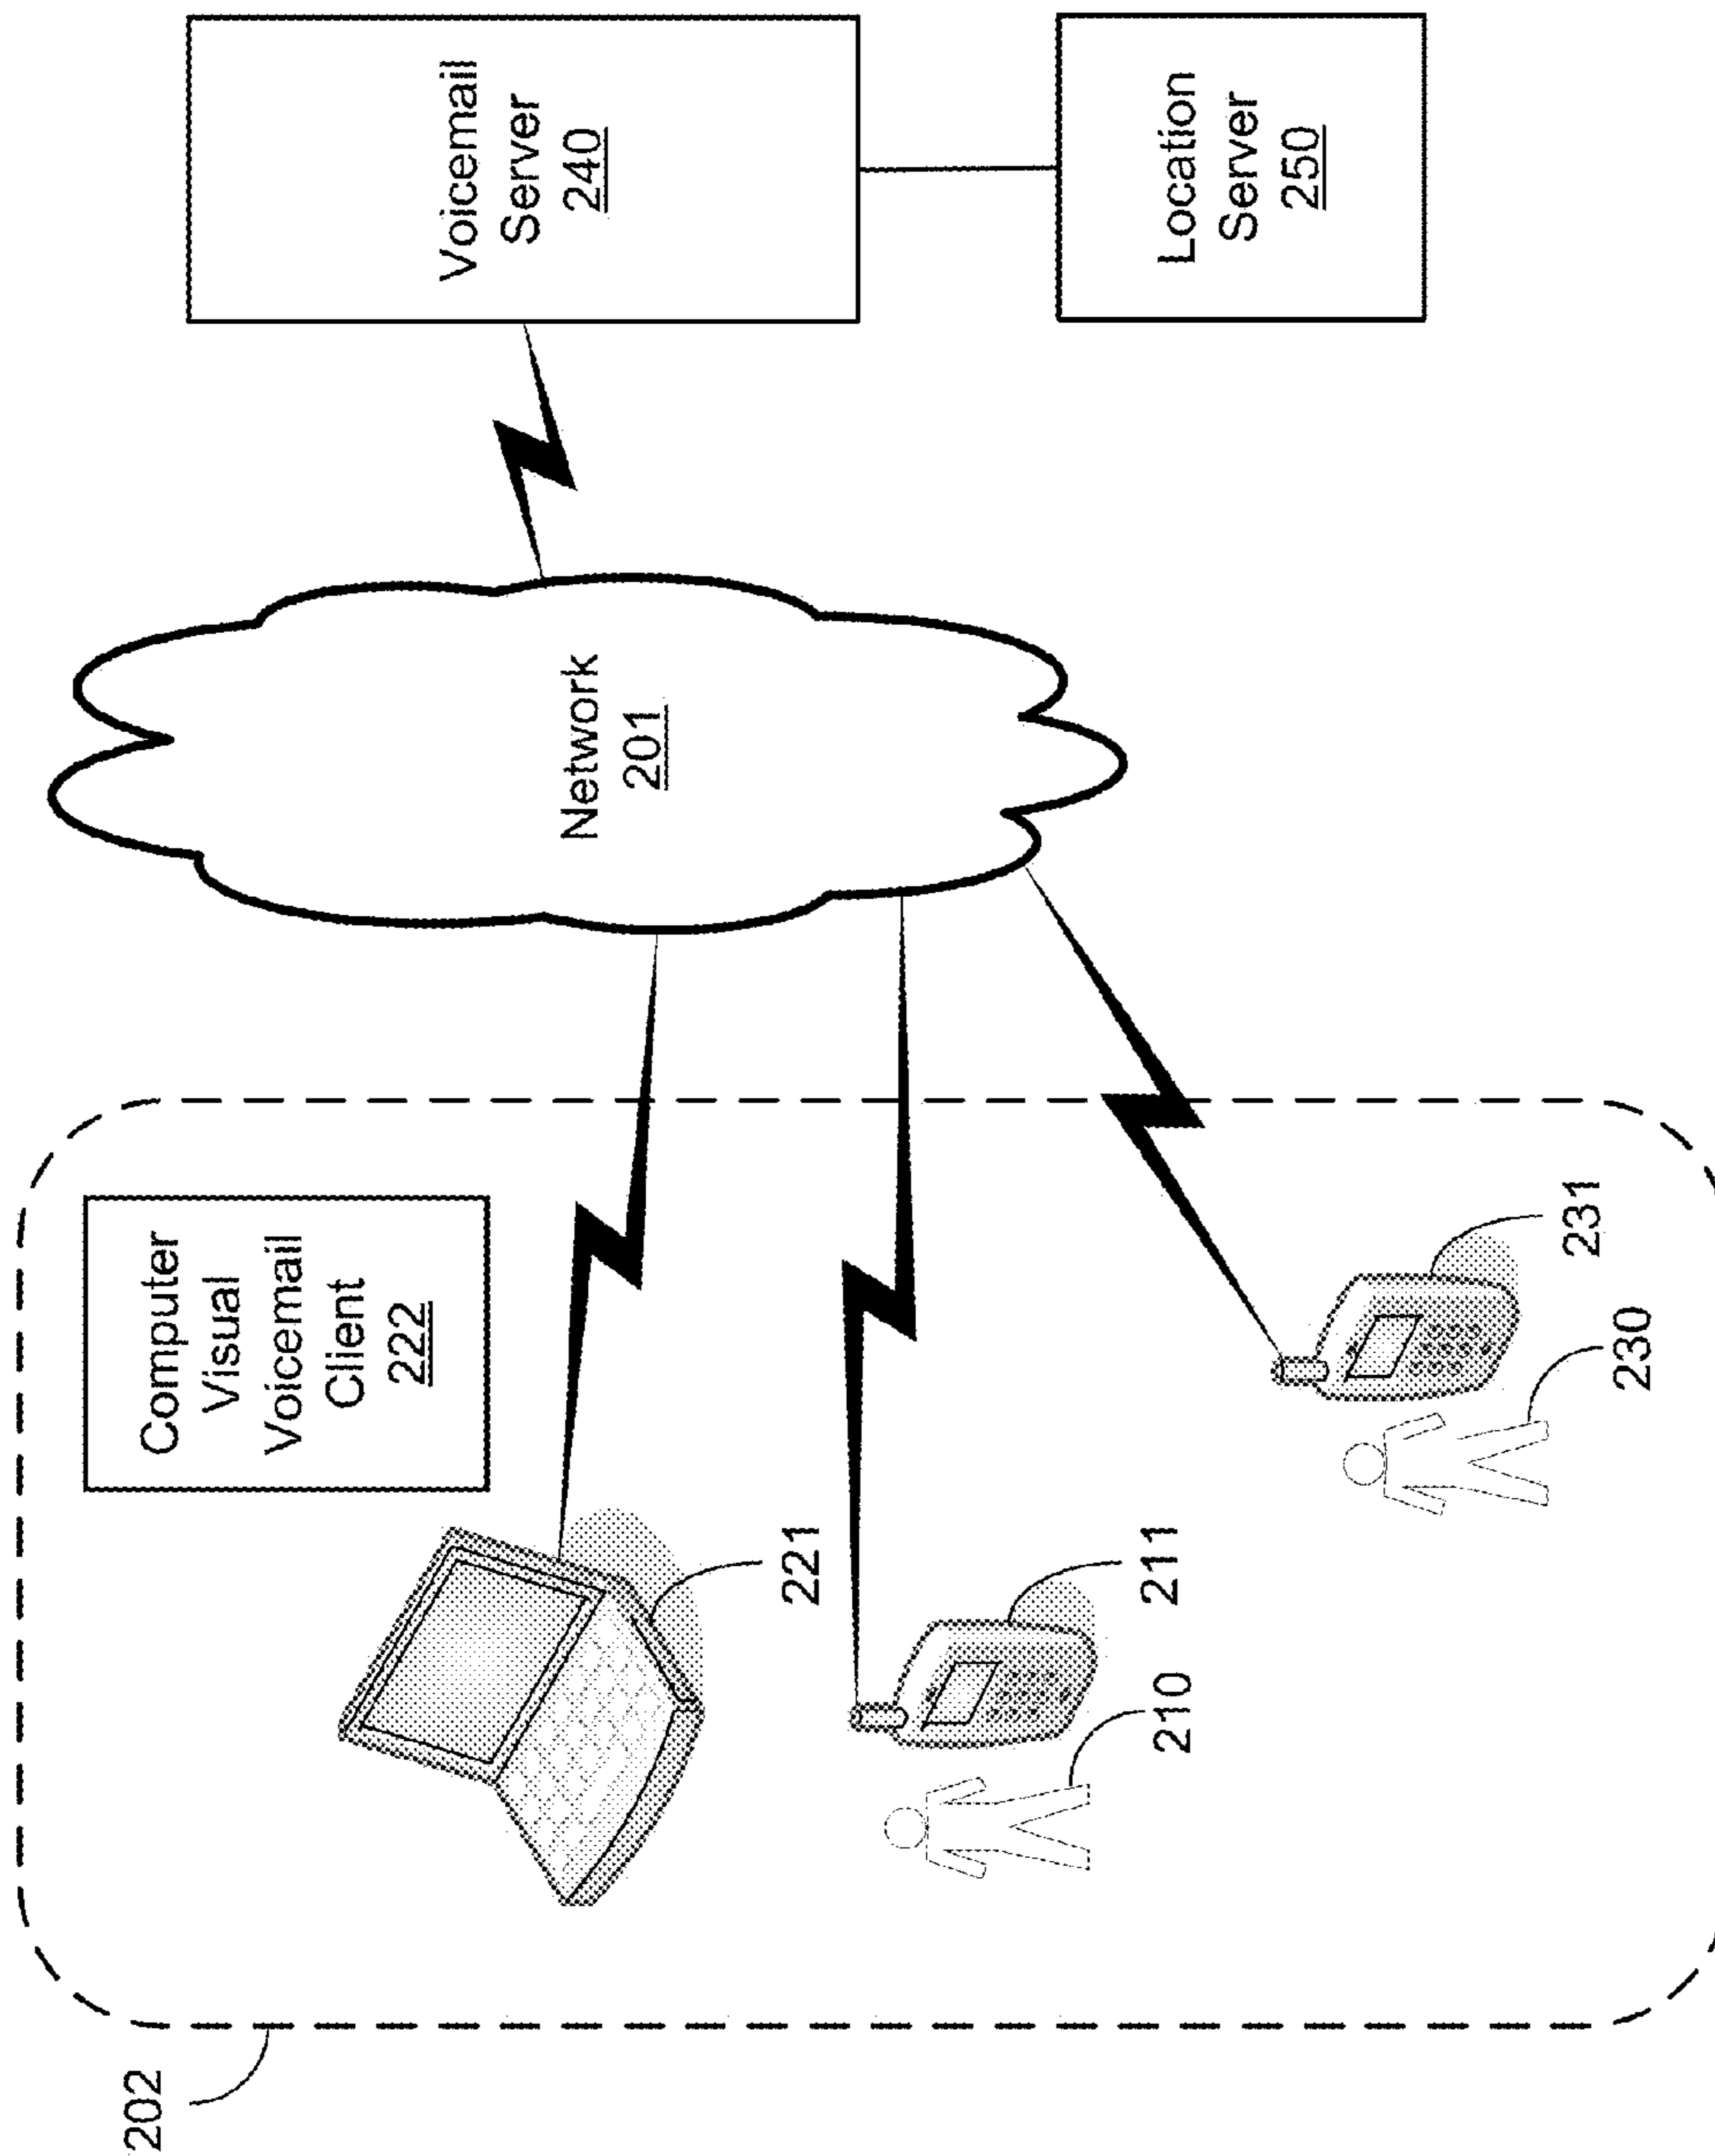 202
Computer
Visual
Voicemail
Client
222
221
211
210
231
230
Network
201
Voicemail
Server
240
Location
Server
250